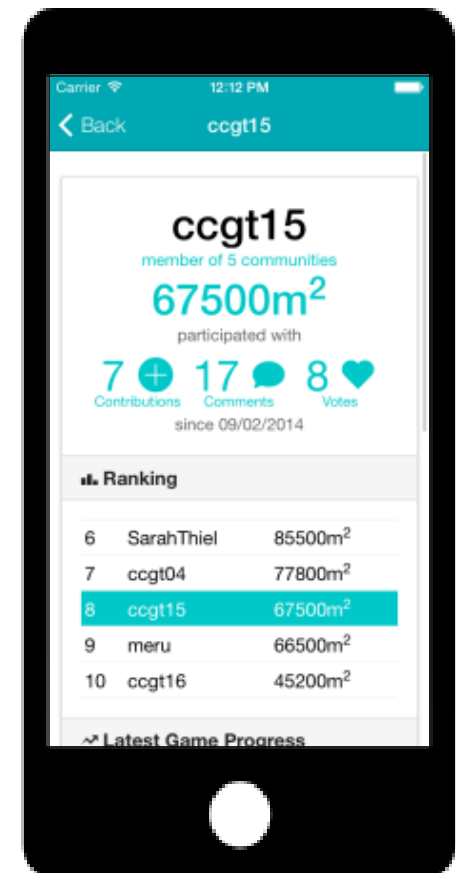 Carrier 12:12 PM
Back ccgt15
ccgt15
member of 5 communities
67500m²
participated with
7 17 8
Contributions Comments Votes
since 09/02/2014
Ranking
6 SarahThiel 85500m²
7 ccgt04 77800m²
8 ccgt15 67500m²
9 meru 66500m²
10 ccgt16 45200m²
Latest Game Progress